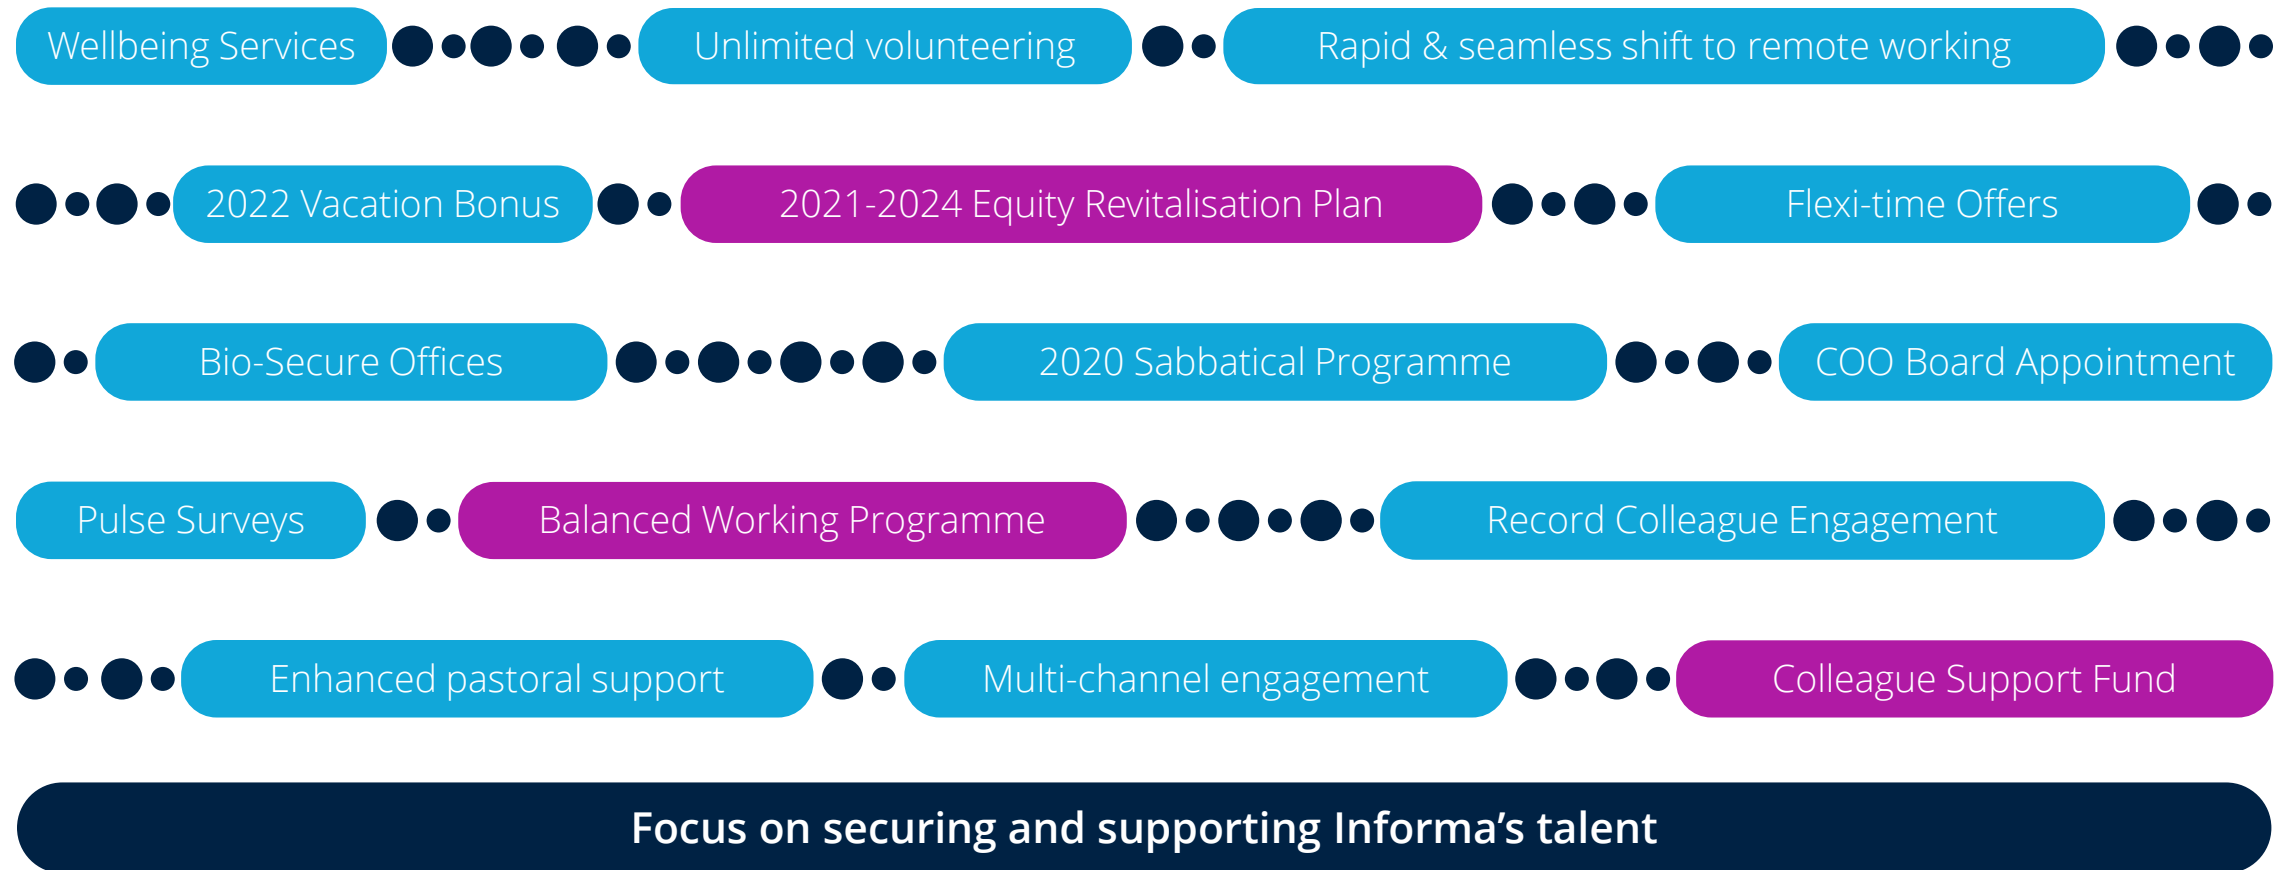 Wellbeing Services
Unlimited volunteering
Rapid & seamless shift to remote working
2022 Vacation Bonus
2021-2024 Equity Revitalisation Plan
Flexi-time Offers
Bio-Secure Offices
2020 Sabbatical Programme
COO Board Appointment
Pulse Surveys
Balanced Working Programme
Record Colleague Engagement
Enhanced pastoral support
Multi-channel engagement
Colleague Support Fund
Focus on securing and supporting Informa’s talent